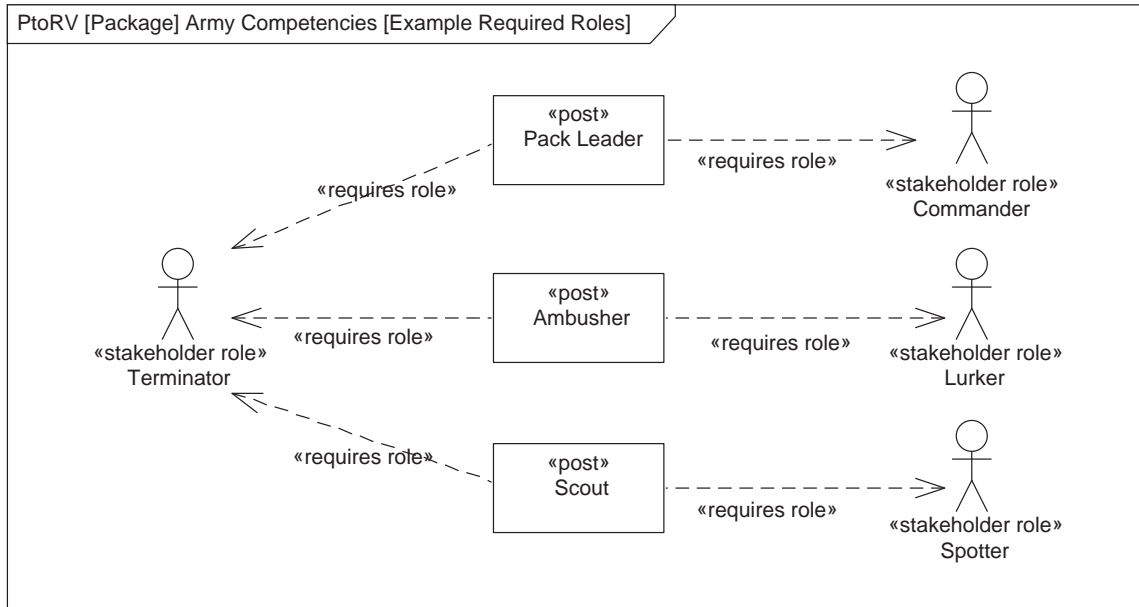 PtoRV [Package] Army Competencies [Example Required Roles]
«post»
Pack Leader
«requires role»
«requires role»
«stakeholder role»
Commander
«post»
Ambusher
«requires role»
«requires role»
«stakeholder role»
Terminator
«stakeholder role»
Lurker
«post»
Scout
«requires role»
«requires role»
«stakeholder role»
Spotter